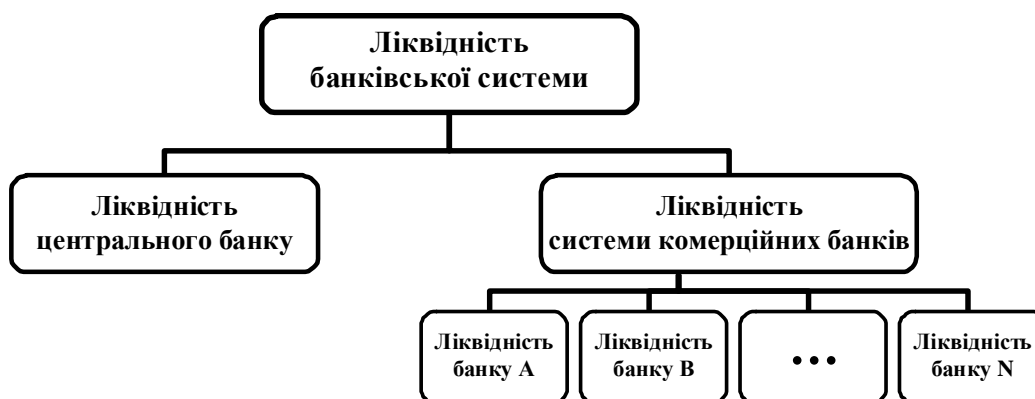 Ліквідність
банківської системи
Ліквідність
центрального банку
Ліквідність
системи комерційних банків
Ліквідність
банку A
Ліквідність
банку B
•••
Ліквідність
банку N